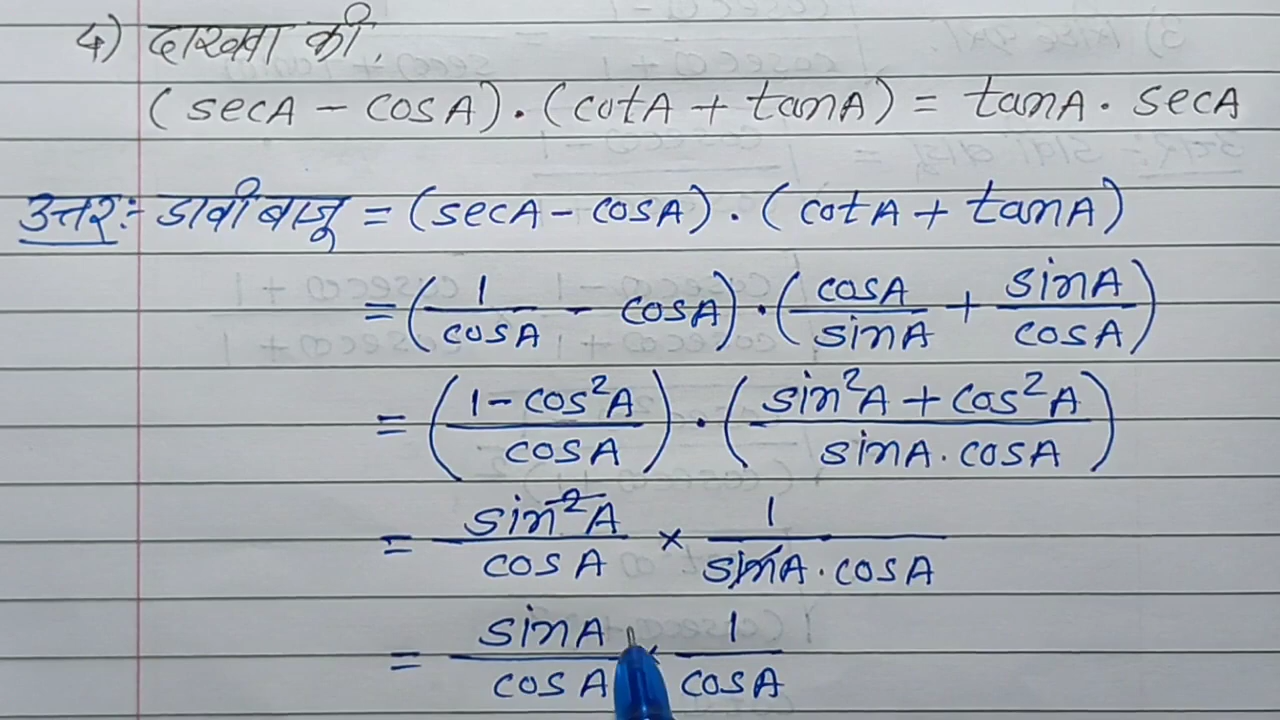 4) दाखवा की.
(secA − cosA).(cotA + tanA) = tanA . secA
उत्तरः- डावी बाजू = (secA − cosA) . (cotA + tanA)
= (1/cosA − cosA) . (cosA/sinA + sinA/cosA)
= ((1 − cos²A)/cosA) . ((sin²A + cos²A)/(sinA . cosA))
= sin²A/cosA × 1/(sinA . cosA)
= sinA/cosA × 1/cosA